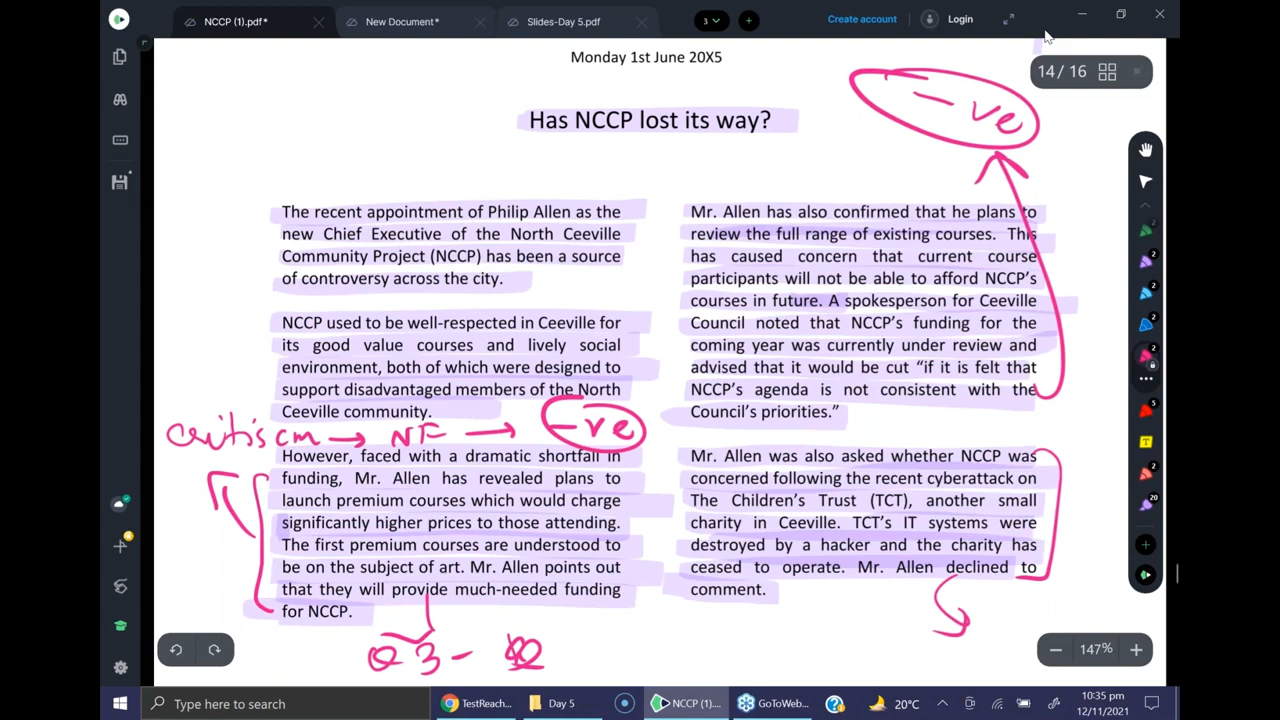 NCCP (1).pdf*
New Document*
Slides-Day 5.pdf
3
Create account
Login
Monday 1st June 20X5
14 / 16
- ve
Has NCCP lost its way?
The recent appointment of Philip Allen as the
new Chief Executive of the North Ceeville
Community Project (NCCP) has been a source
of controversy across the city.
NCCP used to be well-respected in Ceeville for
its good value courses and lively social
environment, both of which were designed to
support disadvantaged members of the North
Ceeville community.
critis cm → NF → -ve
However, faced with a dramatic shortfall in
funding, Mr. Allen has revealed plans to
launch premium courses which would charge
significantly higher prices to those attending.
The first premium courses are understood to
be on the subject of art. Mr. Allen points out
that they will provide much-needed funding
for NCCP.
Mr. Allen has also confirmed that he plans to
review the full range of existing courses. This
has caused concern that current course
participants will not be able to afford NCCP's
courses in future. A spokesperson for Ceeville
Council noted that NCCP's funding for the
coming year was currently under review and
advised that it would be cut "if it is felt that
NCCP's agenda is not consistent with the
Council's priorities."
Mr. Allen was also asked whether NCCP was
concerned following the recent cyberattack on
The Children's Trust (TCT), another small
charity in Ceeville. TCT's IT systems were
destroyed by a hacker and the charity has
ceased to operate. Mr. Allen declined to
comment.
3 -
2
2
2
2
2
5
T
2
20
147%
Type here to search
TestReach...
Day 5
NCCP (1)....
GoToWeb...
20°C
10:35 pm
12/11/2021